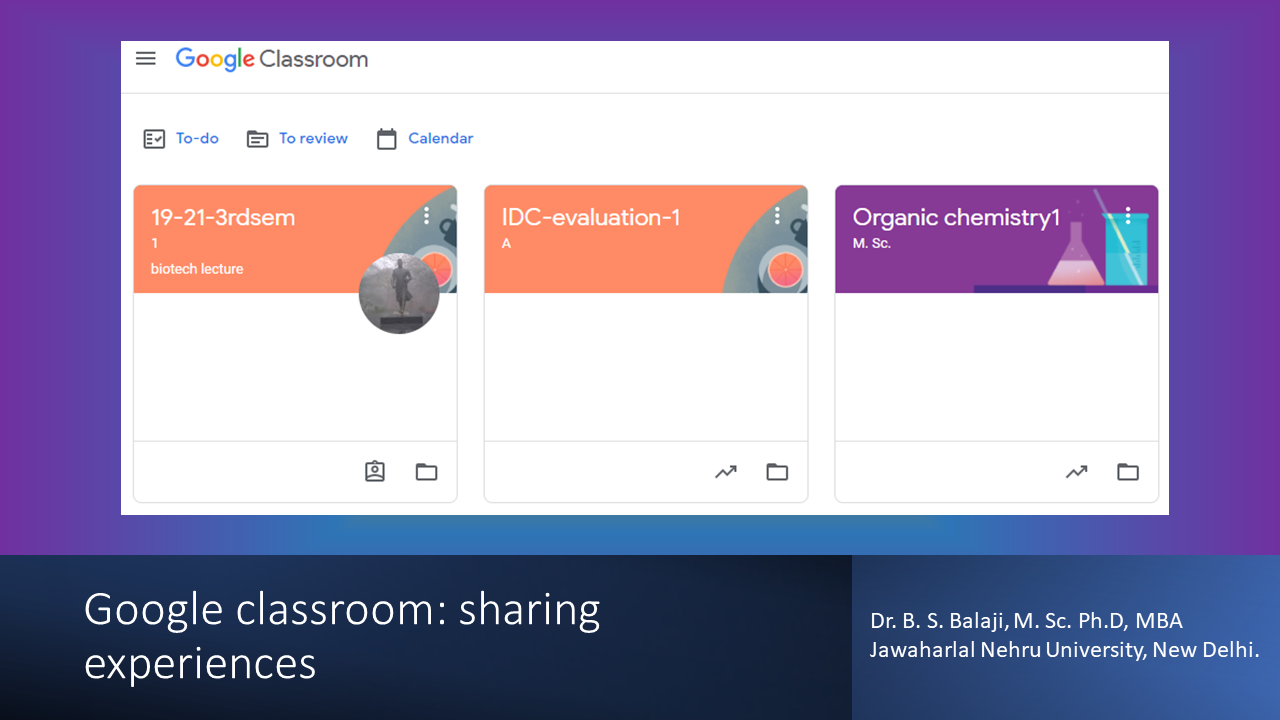 Google Classroom
To-do To review Calendar
19-21-3rdsem
1
biotech lecture
IDC-evaluation-1
A
Organic chemistry1
M. Sc.
Google classroom: sharing
experiences
Dr. B. S. Balaji, M. Sc. Ph.D, MBA
Jawaharlal Nehru University, New Delhi.